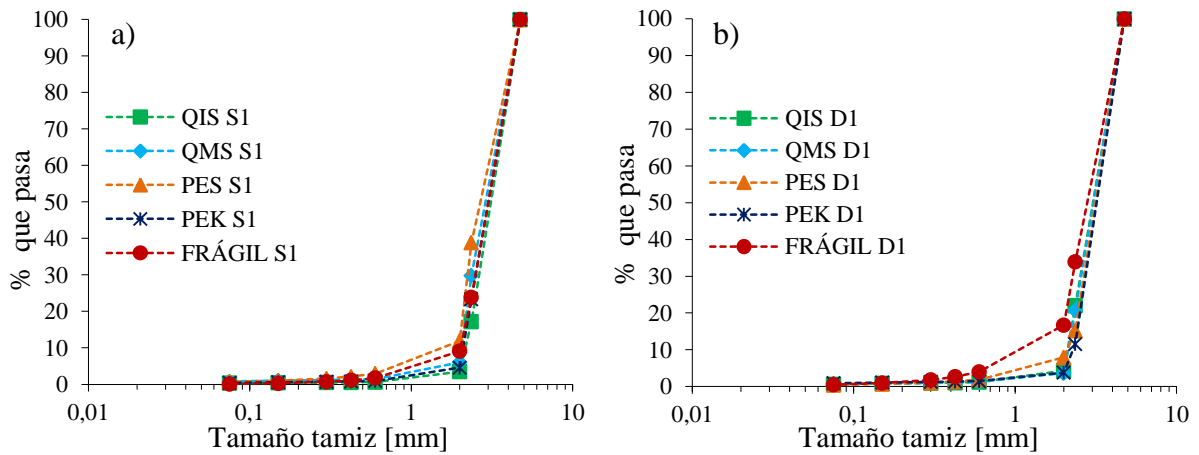 a)
% que pasa
100
90
80
70
60
50
40
30
20
10
0
QIS S1
QMS S1
PES S1
PEK S1
FRÁGIL S1
0,01
0,1
1
10
Tamaño tamiz [mm]
b)
% que pasa
100
90
80
70
60
50
40
30
20
10
0
QIS D1
QMS D1
PES D1
PEK D1
FRÁGIL D1
0,01
0,1
1
10
Tamaño tamiz [mm]